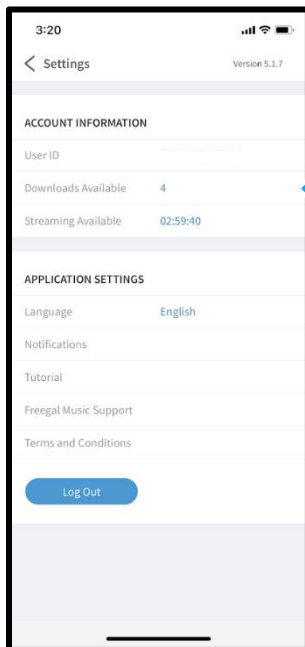 3:20
Settings Version 5.1.7
ACCOUNT INFORMATION
User ID
Downloads Available 4
Streaming Available 02:59:40
APPLICATION SETTINGS
Language English
Notifications
Tutorial
Freegal Music Support
Terms and Conditions
Log Out